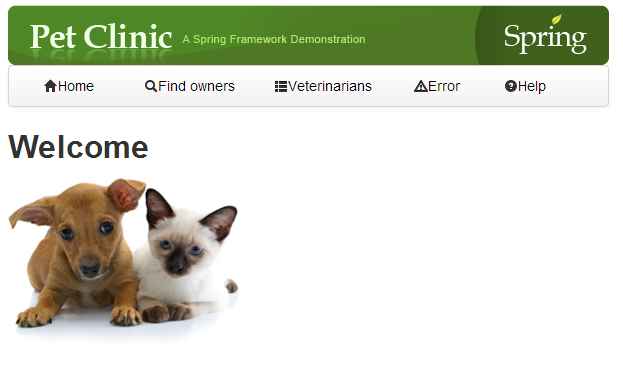 Pet Clinic A Spring Framework Demonstration Spring
Home Find owners Veterinarians Error Help
Welcome